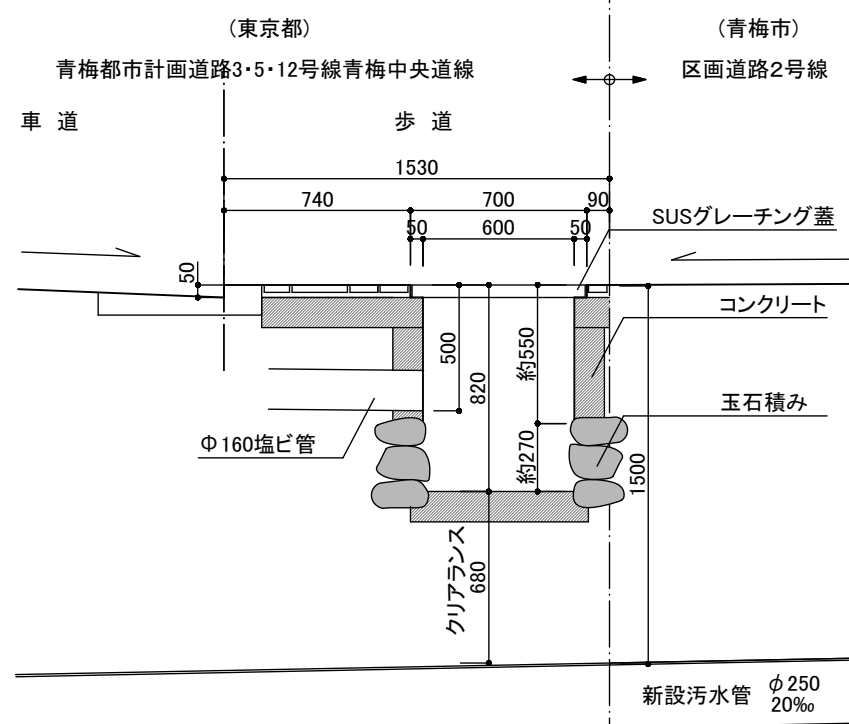 (東京都)
(青梅市)
青梅都市計画道路3・5・12号線青梅中央道線
区画道路2号線
車 道
歩 道
1530
740
700
90
50
600
50
SUSグレーチング蓋
50
コンクリート
500
820
約550
玉石積み
Φ160塩ビ管
約270
1500
クリアランス
680
新設汚水管
φ250
20‰